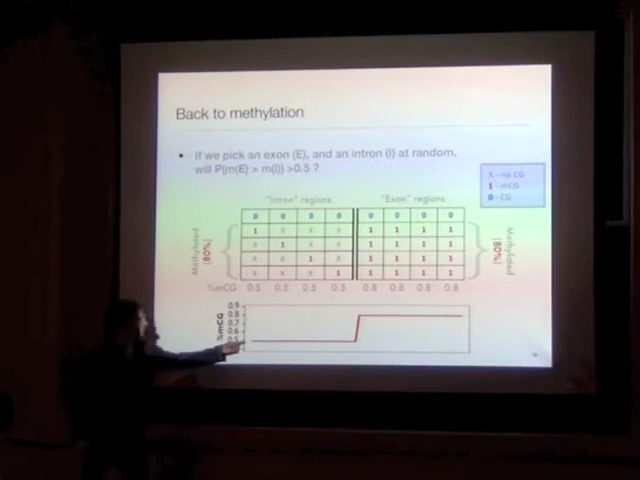 Back to methylation
• If we pick an exon (E), and an intron (I) at random,
will P(m(E) > m(I)) >0.5 ?
X - no CG
1 - mCG
0 - CG
"Intron" regions "Exon" regions
0 0 0 0 0 0 0 0
1 X X X 1 1 1 1
X 1 X X 1 1 1 1
X X 1 X 1 1 1 1
X X X 1 1 1 1 1
Methylated
(80%)
Methylated
(80%)
%mCG 0.5 0.5 0.5 0.5 0.8 0.8 0.8 0.8
%mCG
0.9
0.8
0.7
0.6
0.5